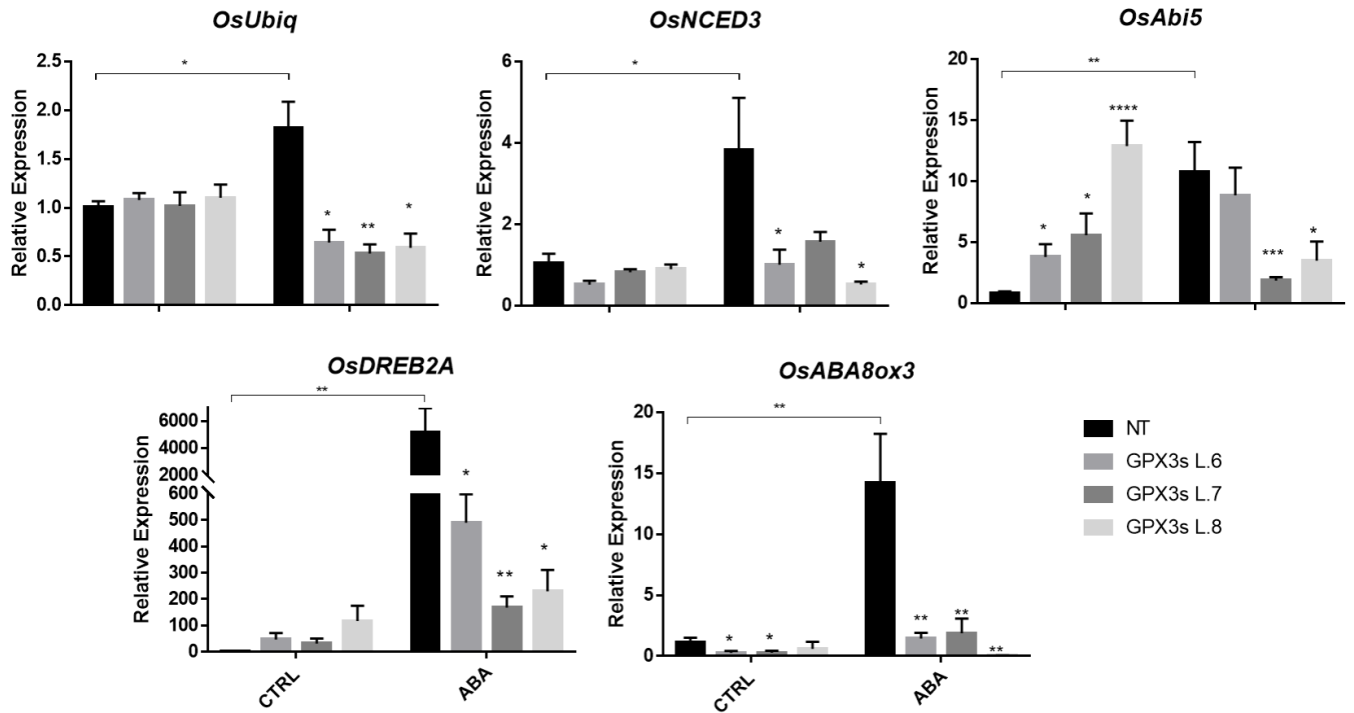 OsUbiq
2.5
2.0
1.5
1.0
0.5
0.0
Relative Expression
*
*
**
*
OsNCED3
6
4
2
0
Relative Expression
*
*
*
OsAbi5
20
15
10
5
0
Relative Expression
**
*
*
****
***
*
OsDREB2A
6000
4000
2000
600
500
400
300
200
100
0
Relative Expression
**
*
**
*
CTRL
ABA
OsABA8ox3
20
15
10
5
0
Relative Expression
**
*
*
**
**
**
CTRL
ABA
NT
GPX3s L.6
GPX3s L.7
GPX3s L.8